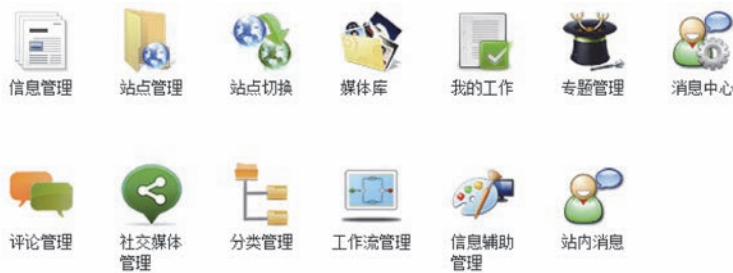 信息管理
站点管理
站点切换
媒体库
我的工作
专题管理
消息中心
评论管理
社交媒体
管理
分类管理
工作流管理
信息辅助
管理
站内消息